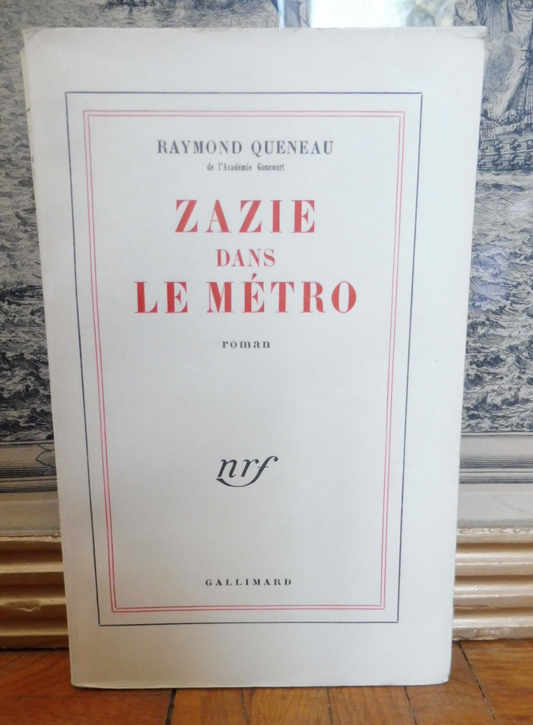 RAYMOND QUENEAU
de l'Académie Goncourt
ZAZIE
DANS
LE MÉTRO
roman
nrf
GALLIMARD